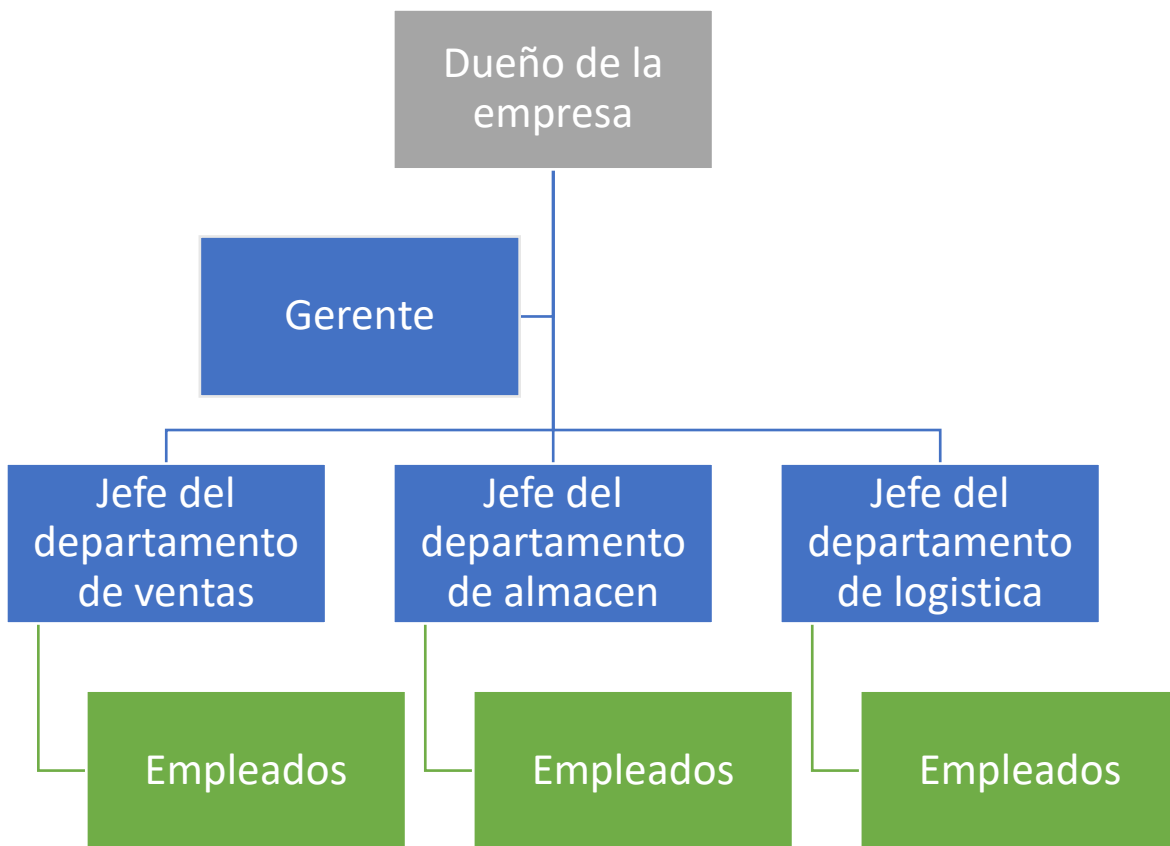 Dueño de la
empresa
Gerente
Jefe del
departamento
de ventas
Jefe del
departamento
de almacen
Jefe del
departamento
de logistica
Empleados
Empleados
Empleados